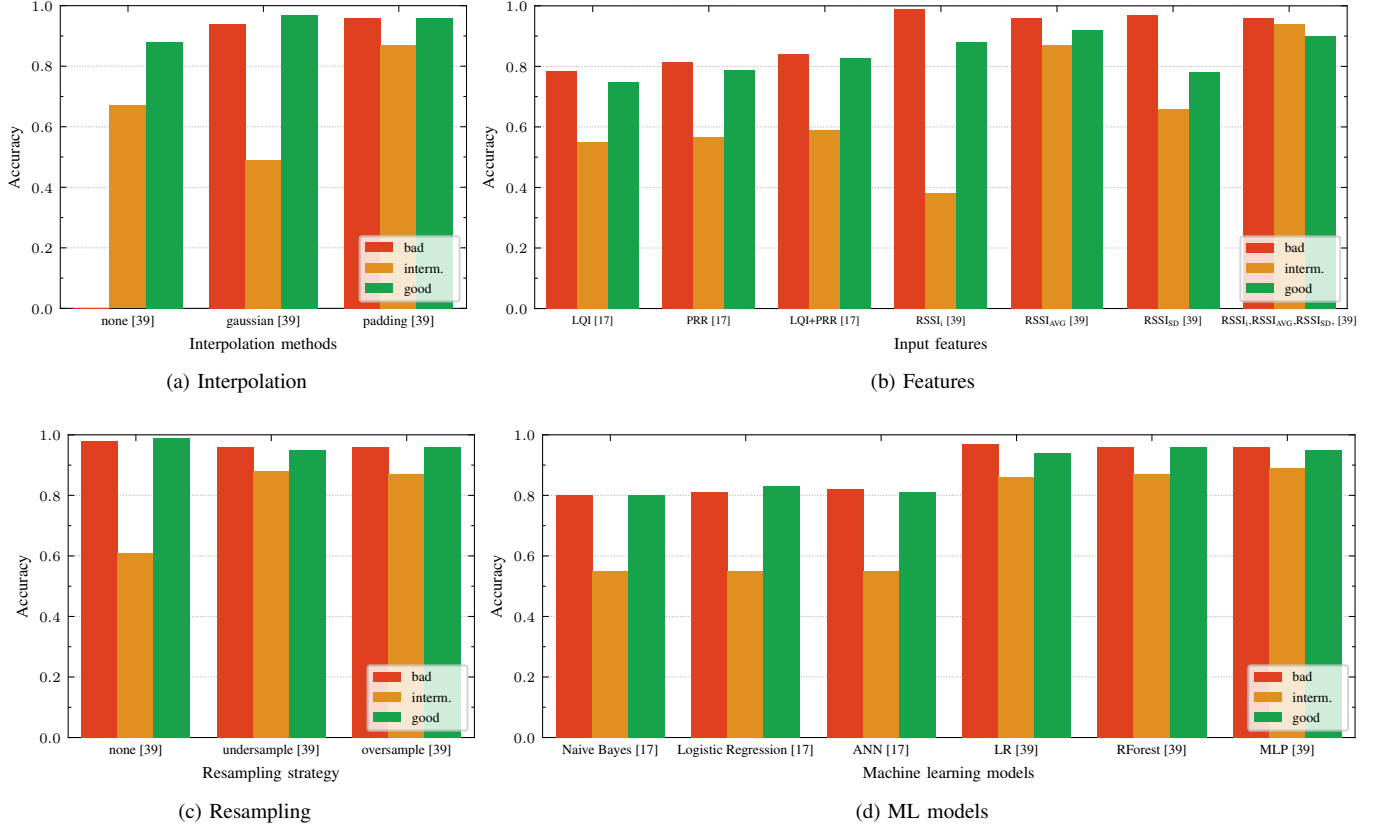 1.0
0.8
0.6
0.4
0.2
0.0
Accuracy
bad
interm.
good
none [39]
gaussian [39]
padding [39]
Interpolation methods
(a) Interpolation
1.0
0.8
0.6
0.4
0.2
0.0
Accuracy
bad
interm.
good
LQI [17]
PRR [17]
LQI+PRR [17]
RSSIi [39]
RSSIAVG [39]
RSSISD [39]
RSSIi,RSSIAVG,RSSISD, [39]
Input features
(b) Features
1.0
0.8
0.6
0.4
0.2
0.0
Accuracy
bad
interm.
good
none [39]
undersample [39]
oversample [39]
Resampling strategy
(c) Resampling
1.0
0.8
0.6
0.4
0.2
0.0
Accuracy
bad
interm.
good
Naive Bayes [17]
Logistic Regression [17]
ANN [17]
LR [39]
RForest [39]
MLP [39]
Machine learning models
(d) ML models